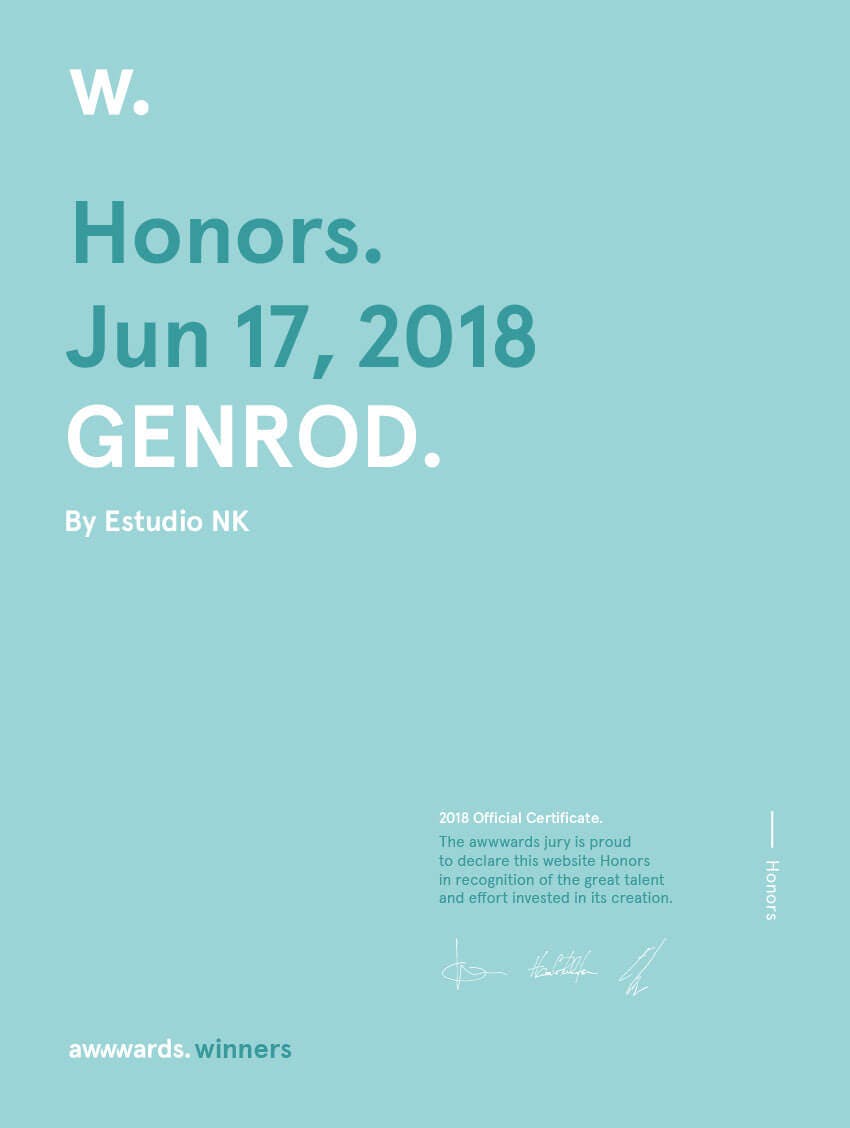 w.
Honors.
Jun 17, 2018
GENROD.
By Estudio NK
2018 Official Certificate.
The awwwards jury is proud
to declare this website Honors
in recognition of the great talent
and effort invested in its creation.
Honors
awwwards.winners